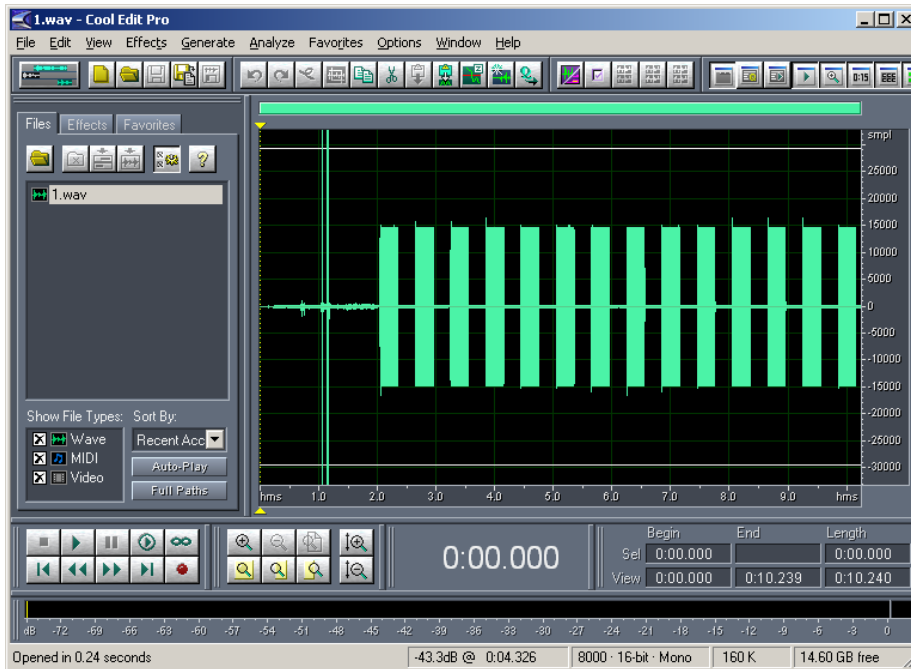 1.wav - Cool Edit Pro
File Edit View Effects Generate Analyze Favorites Options Window Help
0:15
Files Effects Favorites
1.wav
Show File Types: Sort By:
Wave
MIDI
Video
Recent Acc
Auto-Play
Full Paths
smpl
25000
20000
15000
10000
5000
0
-5000
-10000
-15000
-20000
-25000
-30000
hms 1.0 2.0 3.0 4.0 5.0 6.0 7.0 8.0 9.0 hms
0:00.000
Begin End Length
Sel 0:00.000 0:00.000
View 0:00.000 0:10.239 0:10.240
dB -72 -69 -66 -63 -60 -57 -54 -51 -48 -45 -42 -39 -36 -33 -30 -27 -24 -21 -18 -15 -12 -9 -6 -3 0
Opened in 0.24 seconds -43.3dB @ 0:04.326 8000 · 16-bit · Mono 160 K 14.60 GB free